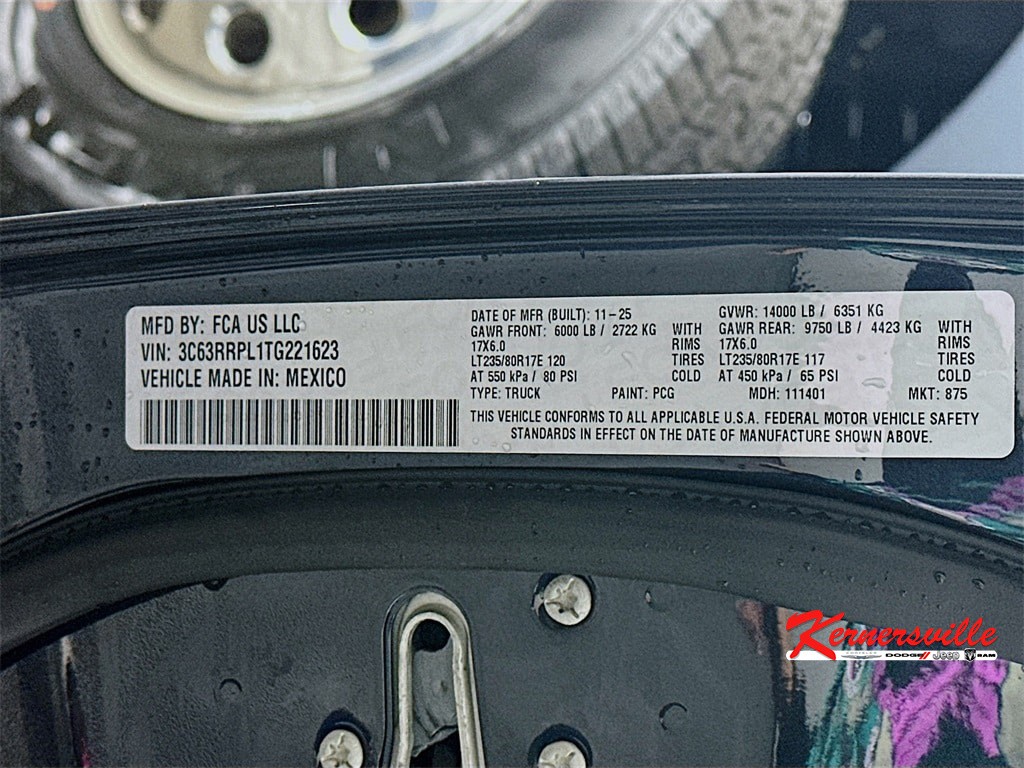 MFD BY: FCA US LLC
VIN: 3C63RRPL1TG221623
VEHICLE MADE IN: MEXICO
DATE OF MFR (BUILT): 11-25 GVWR: 14000 LB / 6351 KG
GAWR FRONT: 6000 LB / 2722 KG WITH GAWR REAR: 9750 LB / 4423 KG WITH
17X6.0 RIMS 17X6.0 RIMS
LT235/80R17E 120 TIRES LT235/80R17E 117 TIRES
AT 550 kPa / 80 PSI COLD AT 450 kPa / 65 PSI COLD
TYPE: TRUCK PAINT: PCG MDH: 111401 MKT: 875
THIS VEHICLE CONFORMS TO ALL APPLICABLE U.S.A. FEDERAL MOTOR VEHICLE SAFETY
STANDARDS IN EFFECT ON THE DATE OF MANUFACTURE SHOWN ABOVE.
Kernersville
CHRYSLER DODGE Jeep RAM